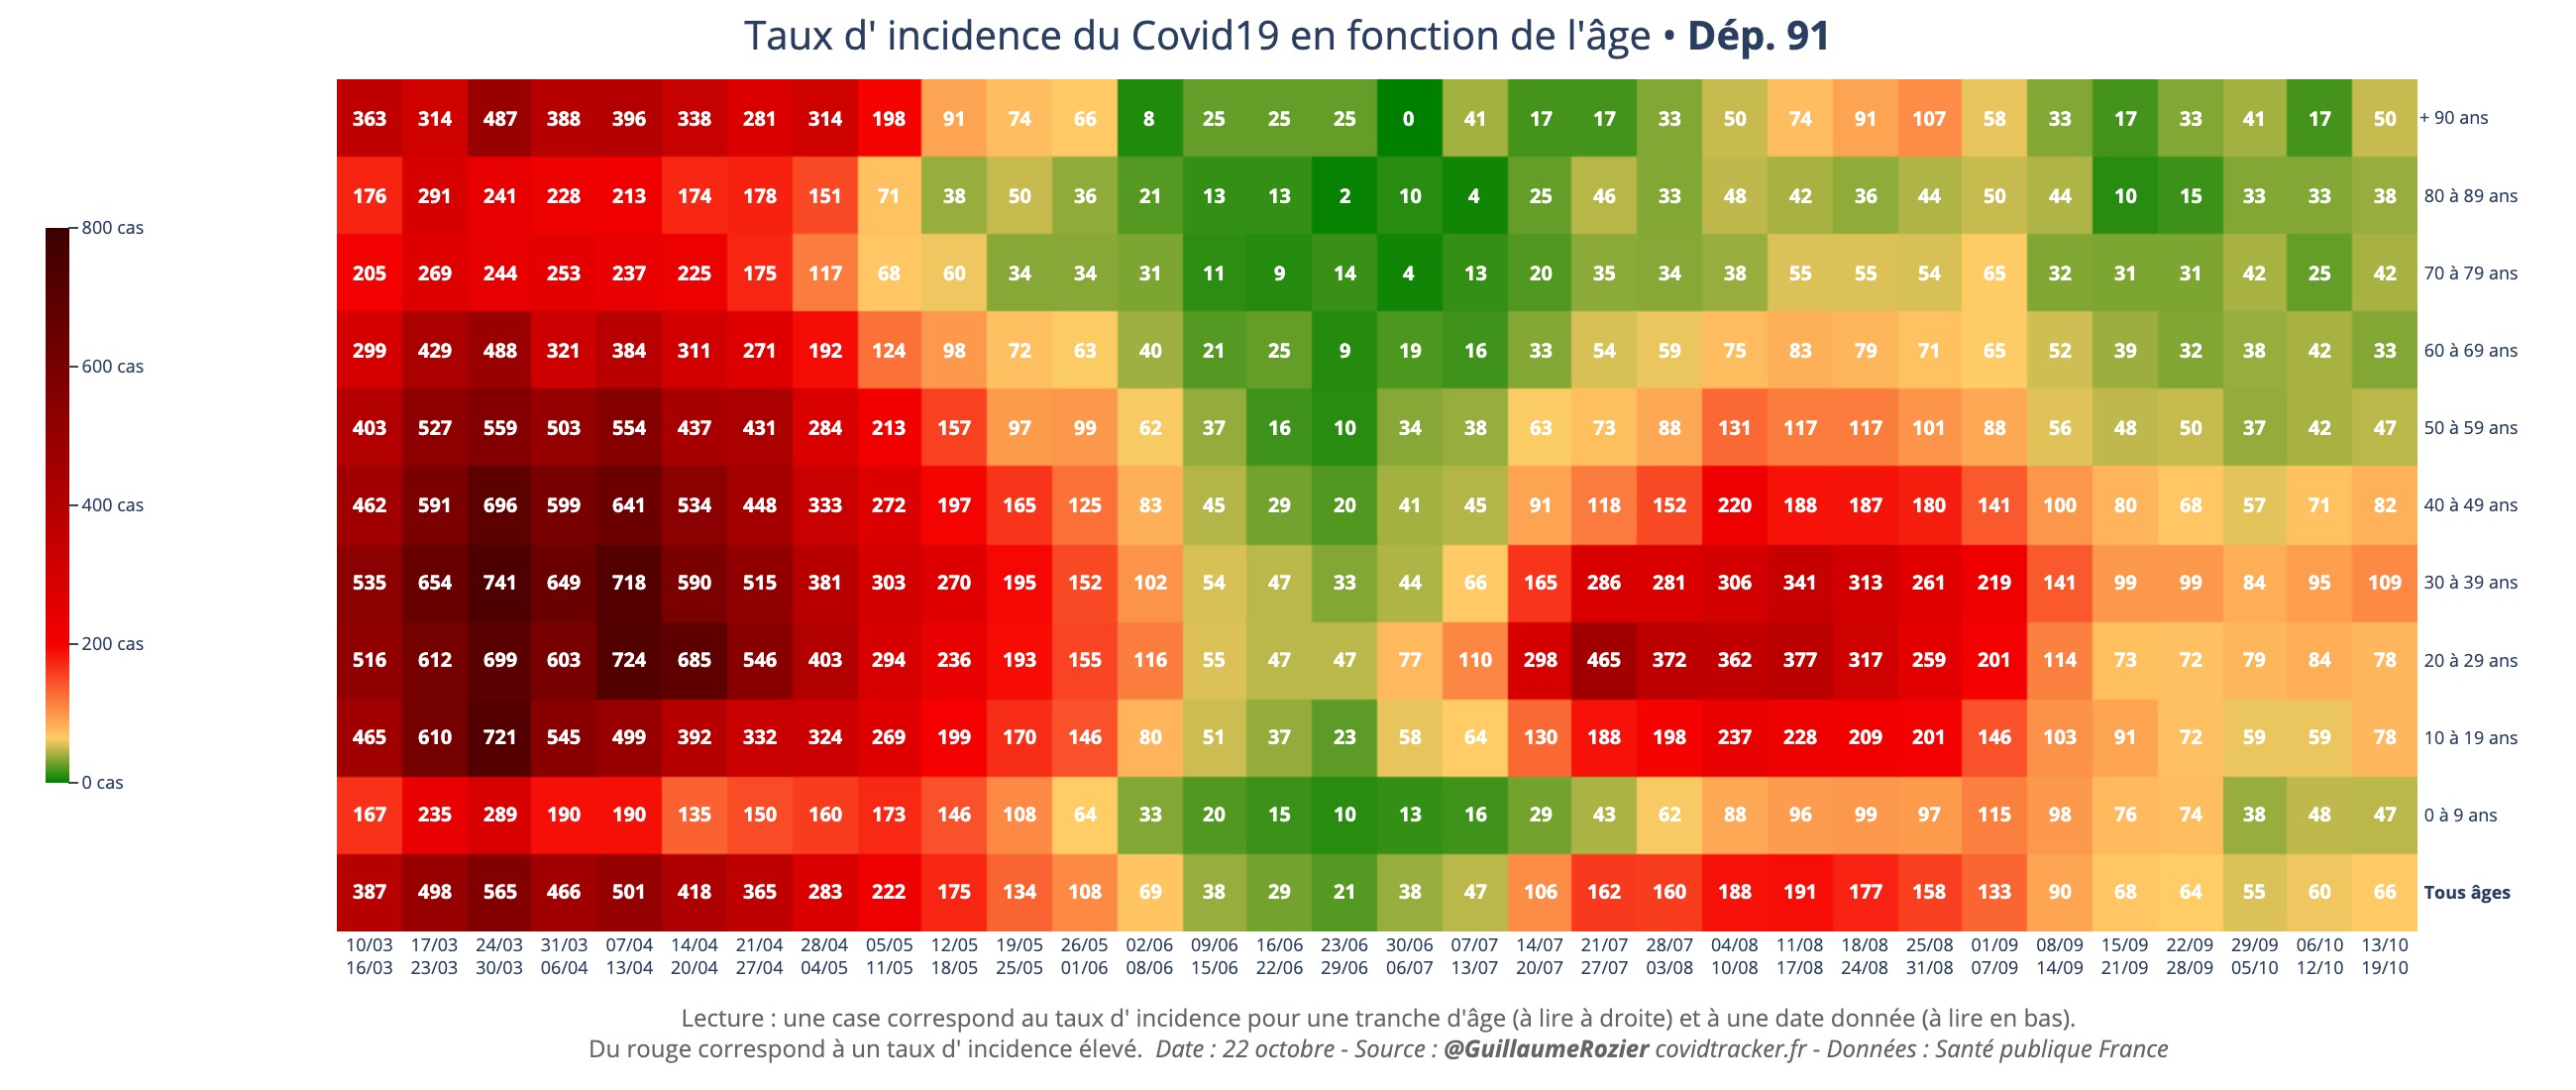 Taux d' incidence du Covid19 en fonction de l'âge • Dép. 91
363 314 487 388 396 338 281 314 198 91 74 66 8 25 25 25 0 41 17 17 33 50 74 91 107 58 33 17 33 41 17 50 + 90 ans
176 291 241 228 213 174 178 151 71 38 50 36 21 13 13 2 10 4 25 46 33 48 42 36 44 50 44 10 15 33 33 38 80 à 89 ans
800 cas
205 269 244 253 237 225 175 117 68 60 34 34 31 11 9 14 4 13 20 35 34 38 55 55 54 65 32 31 31 42 25 42 70 à 79 ans
299 429 488 321 384 311 271 192 124 98 72 63 40 21 25 9 19 16 33 54 59 75 83 79 71 65 52 39 32 38 42 33 60 à 69 ans
600 cas
403 527 559 503 554 437 431 284 213 157 97 99 62 37 16 10 34 38 63 73 88 131 117 117 101 88 56 48 50 37 42 47 50 à 59 ans
400 cas
462 591 696 599 641 534 448 333 272 197 165 125 83 45 29 20 41 45 91 118 152 220 188 187 180 141 100 80 68 57 71 82 40 à 49 ans
535 654 741 649 718 590 515 381 303 270 195 152 102 54 47 33 44 66 165 286 281 306 341 313 261 219 141 99 99 84 95 109 30 à 39 ans
200 cas
516 612 699 603 724 685 546 403 294 236 193 155 116 55 47 47 77 110 298 465 372 362 377 317 259 201 114 73 72 79 84 78 20 à 29 ans
465 610 721 545 499 392 332 324 269 199 170 146 80 51 37 23 58 64 130 188 198 237 228 209 201 146 103 91 72 59 59 78 10 à 19 ans
0 cas
167 235 289 190 190 135 150 160 173 146 108 64 33 20 15 10 13 16 29 43 62 88 96 99 97 115 98 76 74 38 48 47 0 à 9 ans
387 498 565 466 501 418 365 283 222 175 134 108 69 38 29 21 38 47 106 162 160 188 191 177 158 133 90 68 64 55 60 66 Tous âges
10/03 17/03 24/03 31/03 07/04 14/04 21/04 28/04 05/05 12/05 19/05 26/05 02/06 09/06 16/06 23/06 30/06 07/07 14/07 21/07 28/07 04/08 11/08 18/08 25/08 01/09 08/09 15/09 22/09 29/09 06/10 13/10
16/03 23/03 30/03 06/04 13/04 20/04 27/04 04/05 11/05 18/05 25/05 01/06 08/06 15/06 22/06 29/06 06/07 13/07 20/07 27/07 03/08 10/08 17/08 24/08 31/08 07/09 14/09 21/09 28/09 05/10 12/10 19/10
Lecture : une case correspond au taux d' incidence pour une tranche d'âge (à lire à droite) et à une date donnée (à lire en bas).
Du rouge correspond à un taux d' incidence élevé. Date : 22 octobre - Source : @GuillaumeRozier covidtracker.fr - Données : Santé publique France